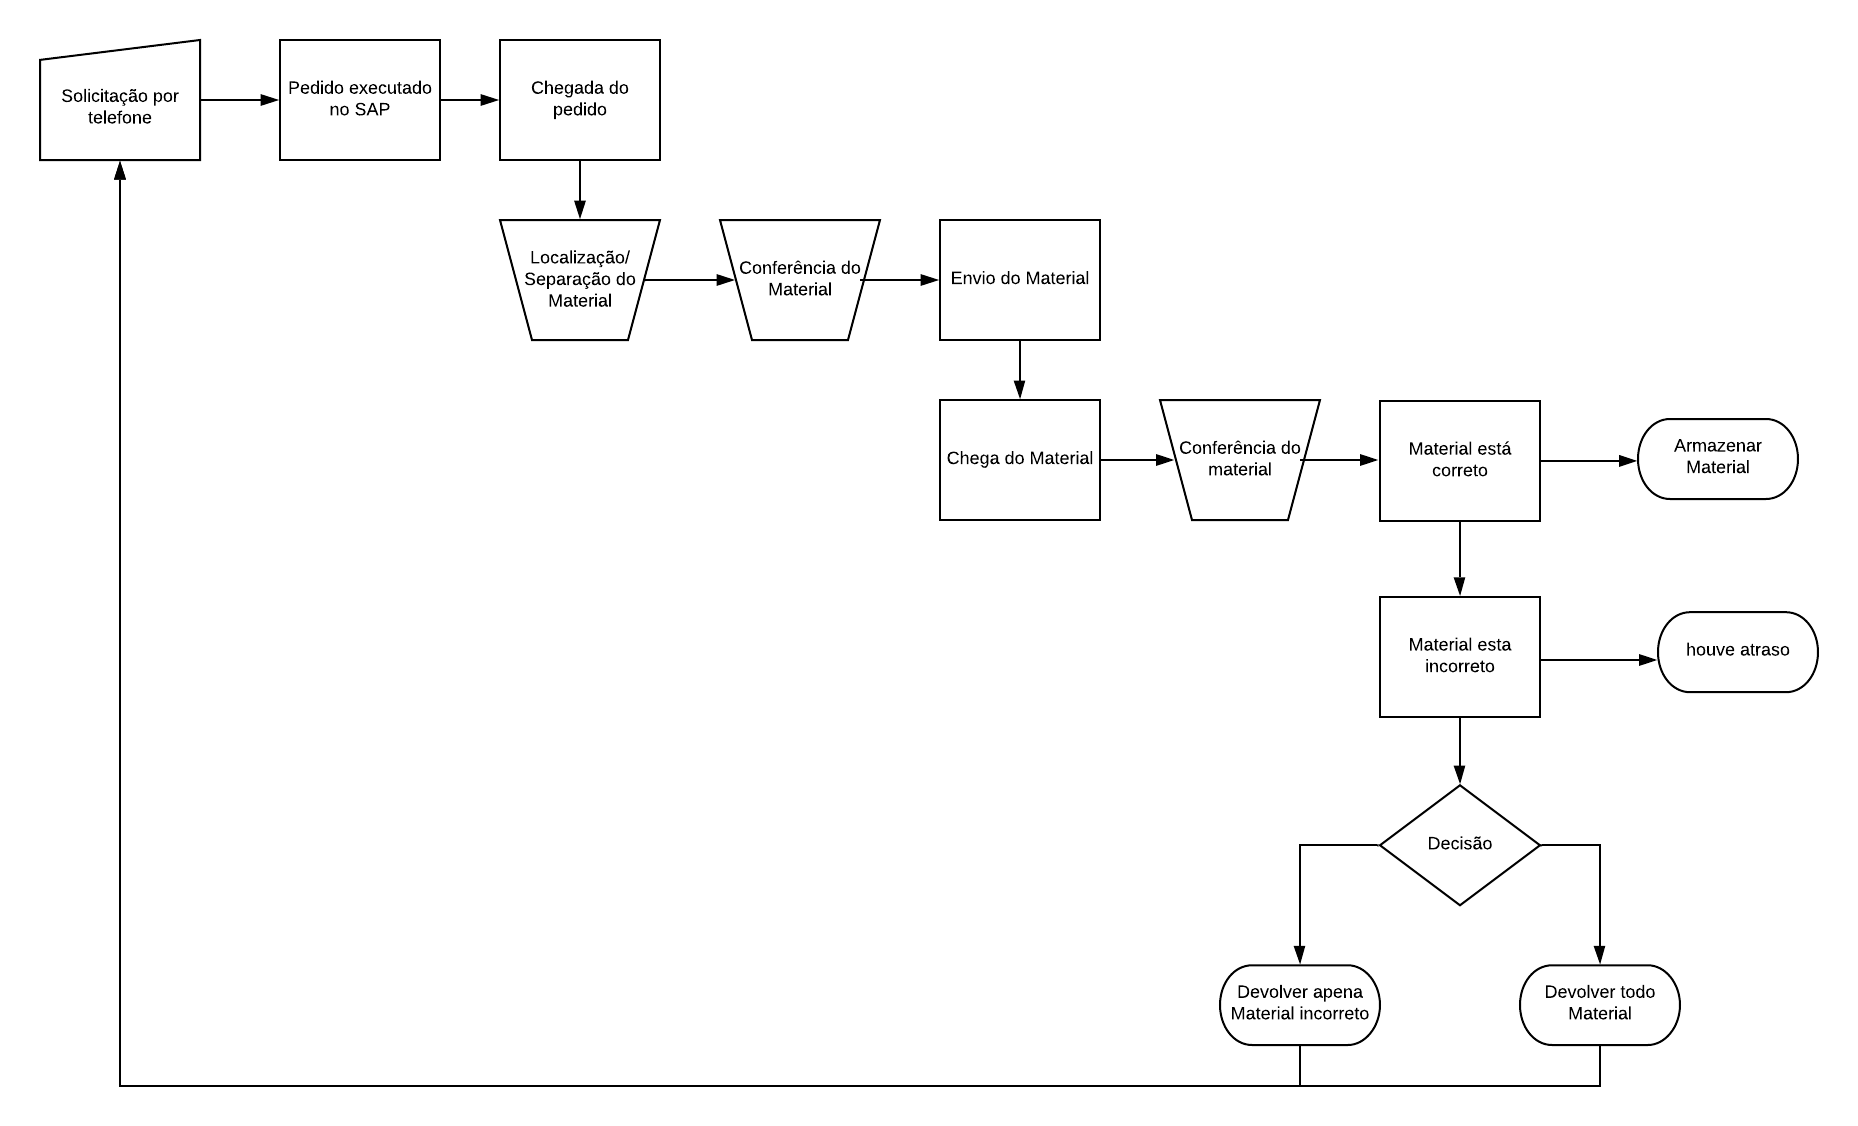 Solicitação por
telefone
Pedido executado
no SAP
Chegada do
pedido
Localização/
Separação do
Material
Conferência do
Material
Envio do Material
Chega do Material
Conferência do
material
Material está
correto
Armazenar
Material
Material esta
incorreto
houve atraso
Decisão
Devolver apena
Material incorreto
Devolver todo
Material